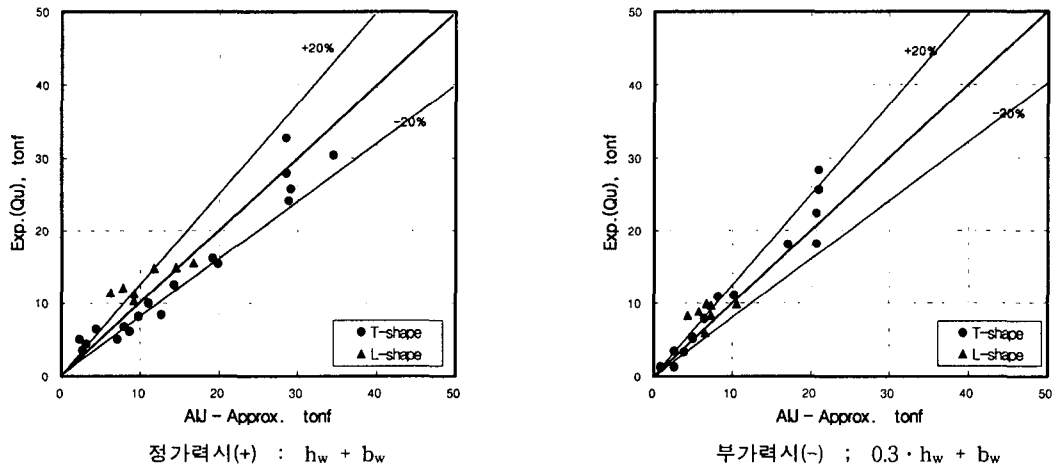 50
40
30
20
10
0
Exp.(Qu), tonf
+20%
-20%
● T-shape
▲ L-shape
0 10 20 30 40 50
AIJ - Approx. tonf
정가력시(+) : hw + bw
50
40
30
20
10
0
Exp.(Qu), tonf
+20%
-20%
● T-shape
▲ L-shape
0 10 20 30 40 50
AIJ - Approx. tonf
부가력시(-) ; 0.3 · hw + bw